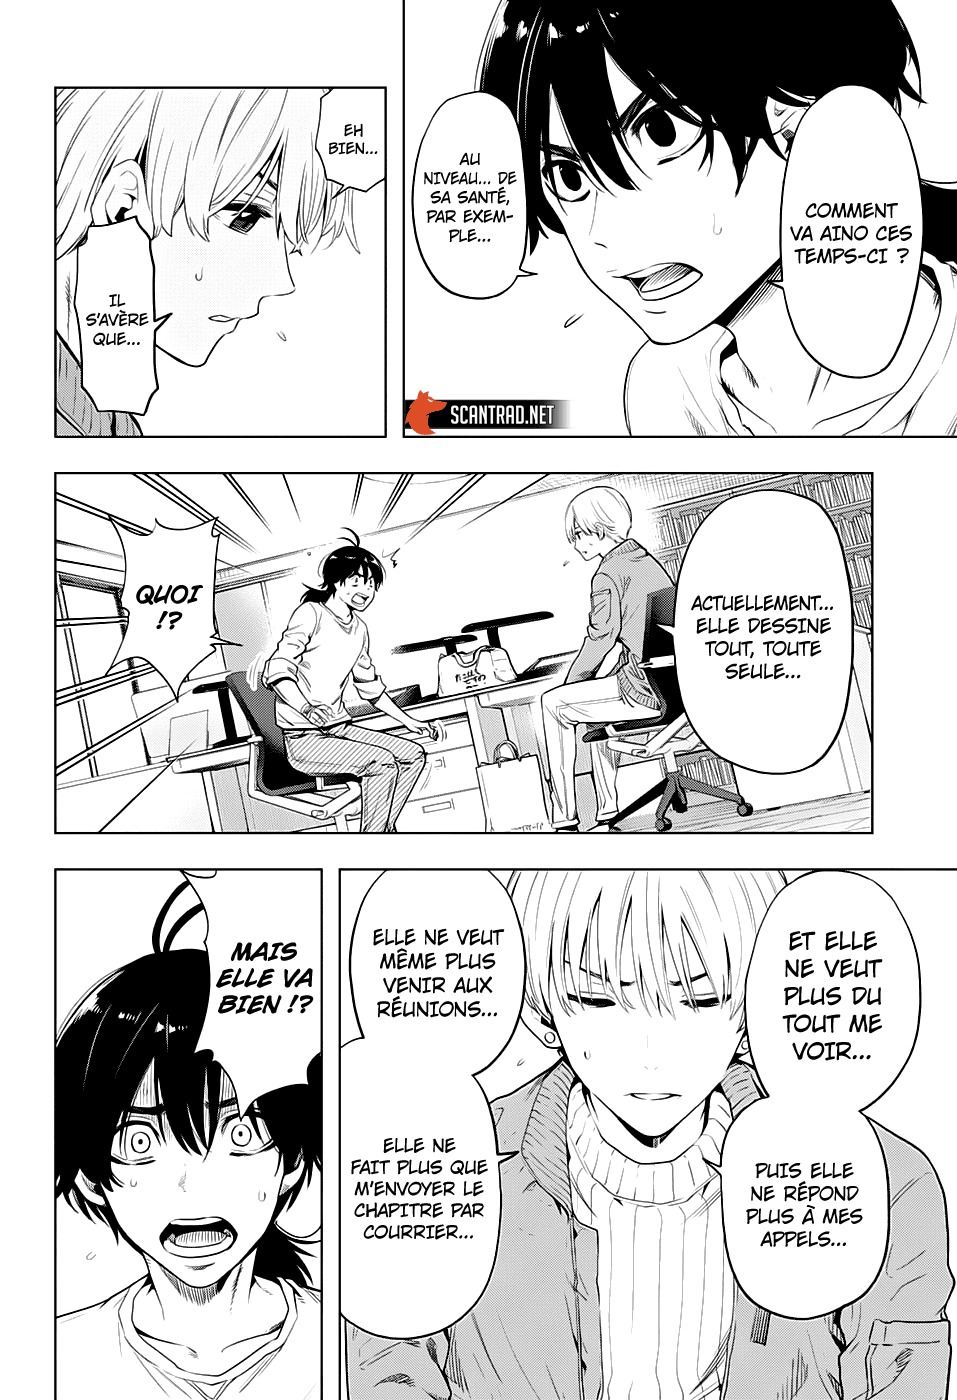 COMMENT
VA AINO CES
TEMPS-CI ?
AU
NIVEAU... DE
SA SANTÉ,
PAR EXEM-
PLE...
SCANTRAD.NET
EH
BIEN...
IL
S'AVÈRE
QUE...
ACTUELLEMENT...
ELLE DESSINE
TOUT, TOUTE
SEULE...
QUOI
!?
ET ELLE
NE VEUT
PLUS DU
TOUT ME
VOIR...
PUIS ELLE
NE RÉPOND
PLUS À MES
APPELS...
ELLE NE VEUT
MÊME PLUS
VENIR AUX
RÉUNIONS...
ELLE NE
FAIT PLUS QUE
M'ENVOYER LE
CHAPITRE PAR
COURRIER...
MAIS
ELLE VA
BIEN !?